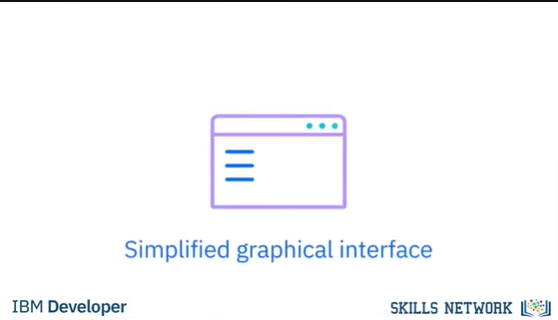 Simplified graphical interface
IBM Developer
SKILLS NETWORK